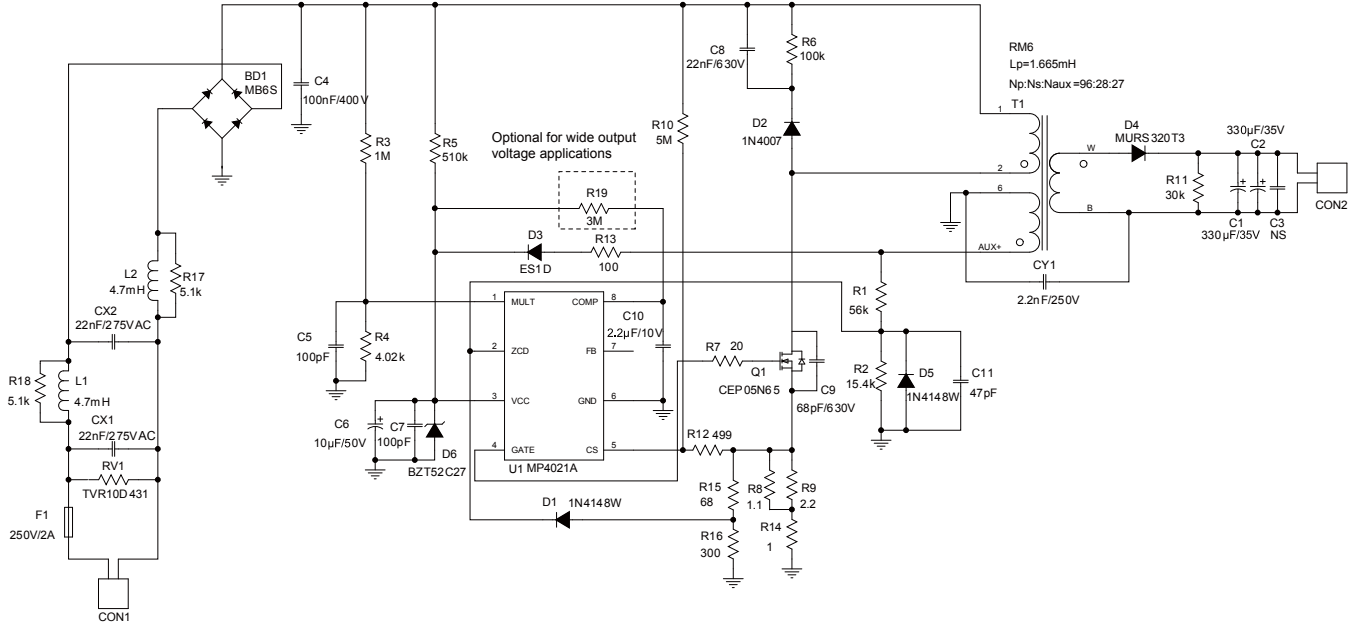 BD1
MB6S
C4
100nF/400V
R3
1M
R5
510k
Optional for wide output
voltage applications
R19
3M
R10
5M
C8
22nF/630V
R6
100k
D2
1N4007
RM6
Lp=1.665mH
Np:Ns:Naux=96:28:27
T1
1
2
6
AUX+
W
B
D4
MURS320T3
330µF/35V
C2
R11
30k
C1
330µF/35V
C3
NS
CON2
CY1
2.2nF/250V
D3
ES1D
R13
100
L2
4.7mH
R17
5.1k
CX2
22nF/275VAC
R18
5.1k
L1
4.7mH
CX1
22nF/275VAC
RV1
TVR10D431
F1
250V/2A
CON1
C5
100pF
R4
4.02k
1
MULT
COMP
8
2
ZCD
FB
7
3
VCC
GND
6
4
GATE
CS
5
U1 MP4021A
C10
2.2µF/10V
C6
10µF/50V
C7
100pF
D6
BZT52C27
R7
20
Q1
CEP05N65
C9
68pF/630V
R1
56k
R2
15.4k
D5
1N4148W
C11
47pF
R12 499
D1
1N4148W
R15
68
R8
1.1
R9
2.2
R16
300
R14
1